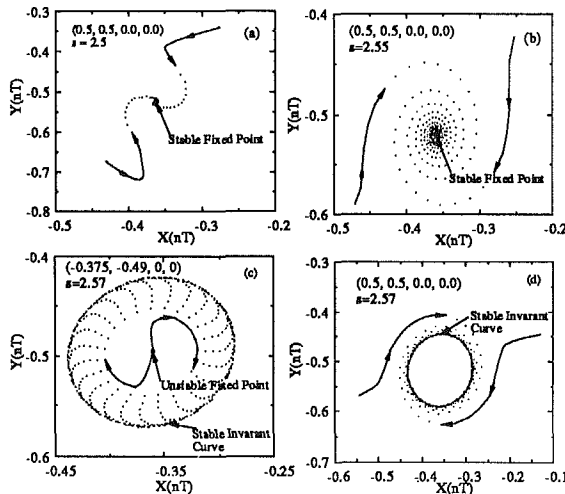 (0.5, 0.5, 0.0, 0.0)
s = 2.5
(a)
Stable Fixed Point
Y(nT)
-0.3
-0.4
-0.5
-0.6
-0.7
-0.8
-0.5
-0.4
-0.3
-0.2
X(nT)
(0.5, 0.5, 0.0, 0.0)
s=2.55
(b)
Stable Fixed Point
Y(nT)
-0.4
-0.5
-0.6
-0.5
-0.4
-0.3
-0.2
X(nT)
(-0.375, -0.49, 0, 0)
s=2.57
(c)
Unstable Fixed Point
Stable Invariant
Curve
Y(nT)
-0.4
-0.5
-0.6
-0.45
-0.35
-0.25
X(nT)
(0.5, 0.5, 0.0, 0.0)
s=2.57
(d)
Stable Invarant
Curve
Y(nT)
-0.3
-0.4
-0.5
-0.6
-0.7
-0.5
-0.4
-0.3
-0.2
-0.1
X(nT)